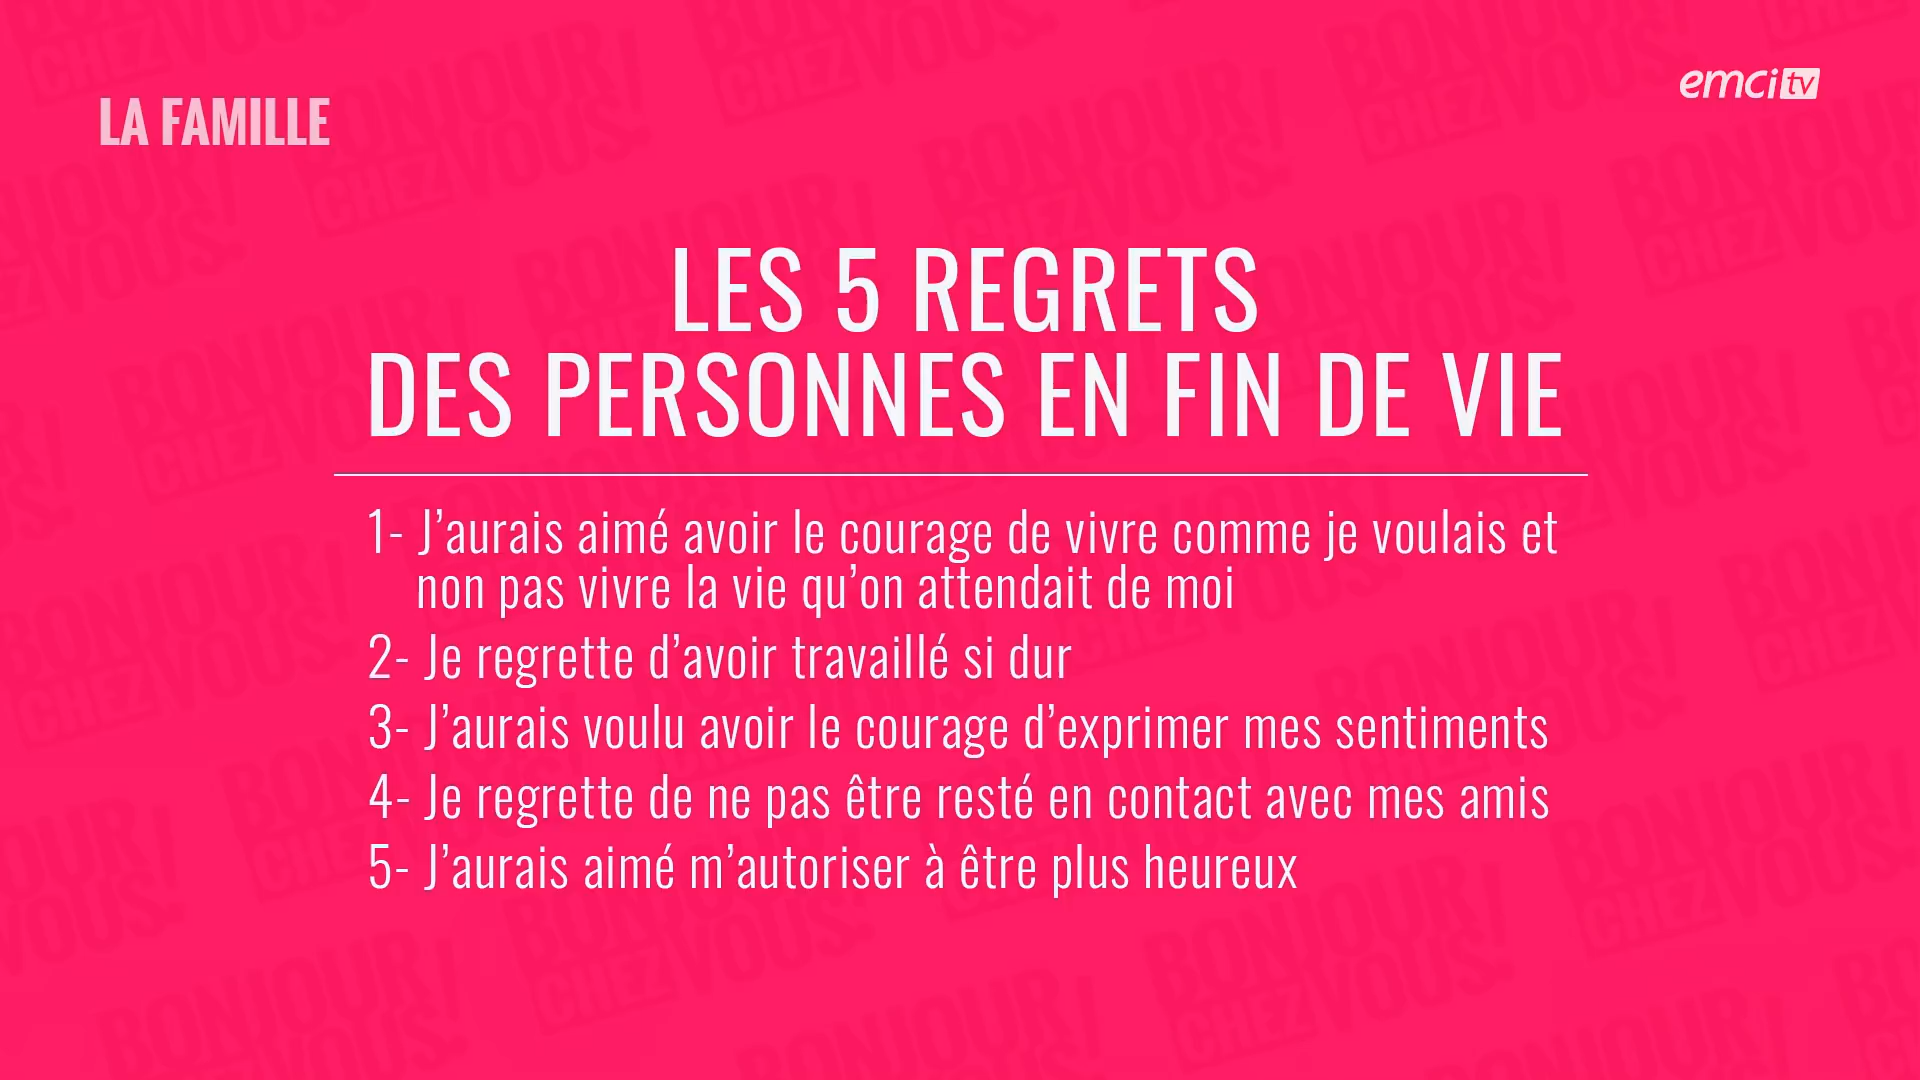 LA FAMILLE
emci tv
LES 5 REGRETS
DES PERSONNES EN FIN DE VIE
1- J’aurais aimé avoir le courage de vivre comme je voulais et
non pas vivre la vie qu’on attendait de moi
2- Je regrette d’avoir travaillé si dur
3- J’aurais voulu avoir le courage d’exprimer mes sentiments
4- Je regrette de ne pas être resté en contact avec mes amis
5- J’aurais aimé m’autoriser à être plus heureux
BONJOUR!
CHEZ VOUS.